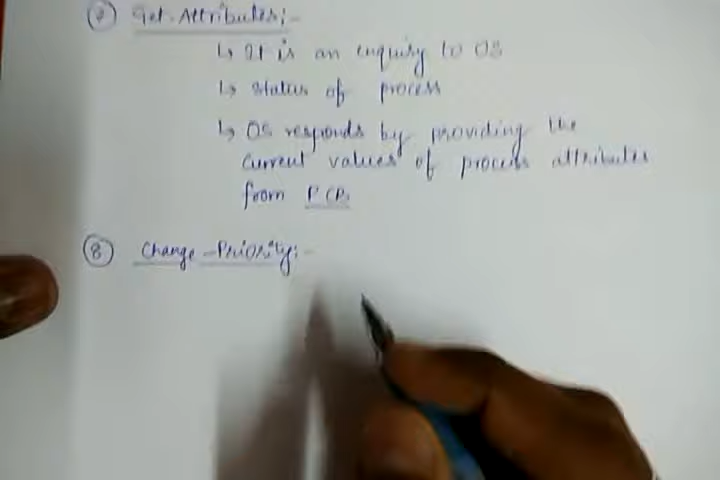 ⑦ Get-Attributes:-
↳ It is an enquiry to OS
↳ status of process
↳ OS responds by providing the
current values of process attributes
from PCB.
⑧ Change-Priority:-